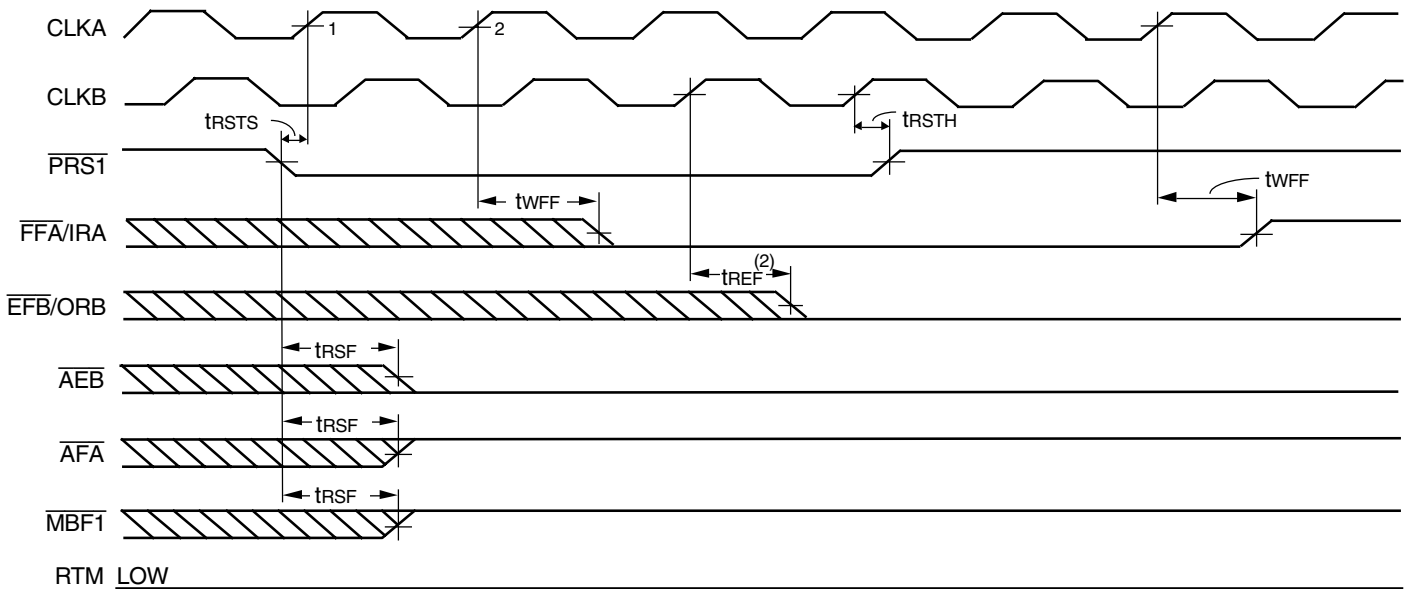 CLKA 1 2
CLKB
tRSTS tRSTH
PRS1
tWFF tWFF
FFA/IRA
tREF(2)
EFB/ORB
tRSF
AEB
tRSF
AFA
tRSF
MBF1
RTM LOW